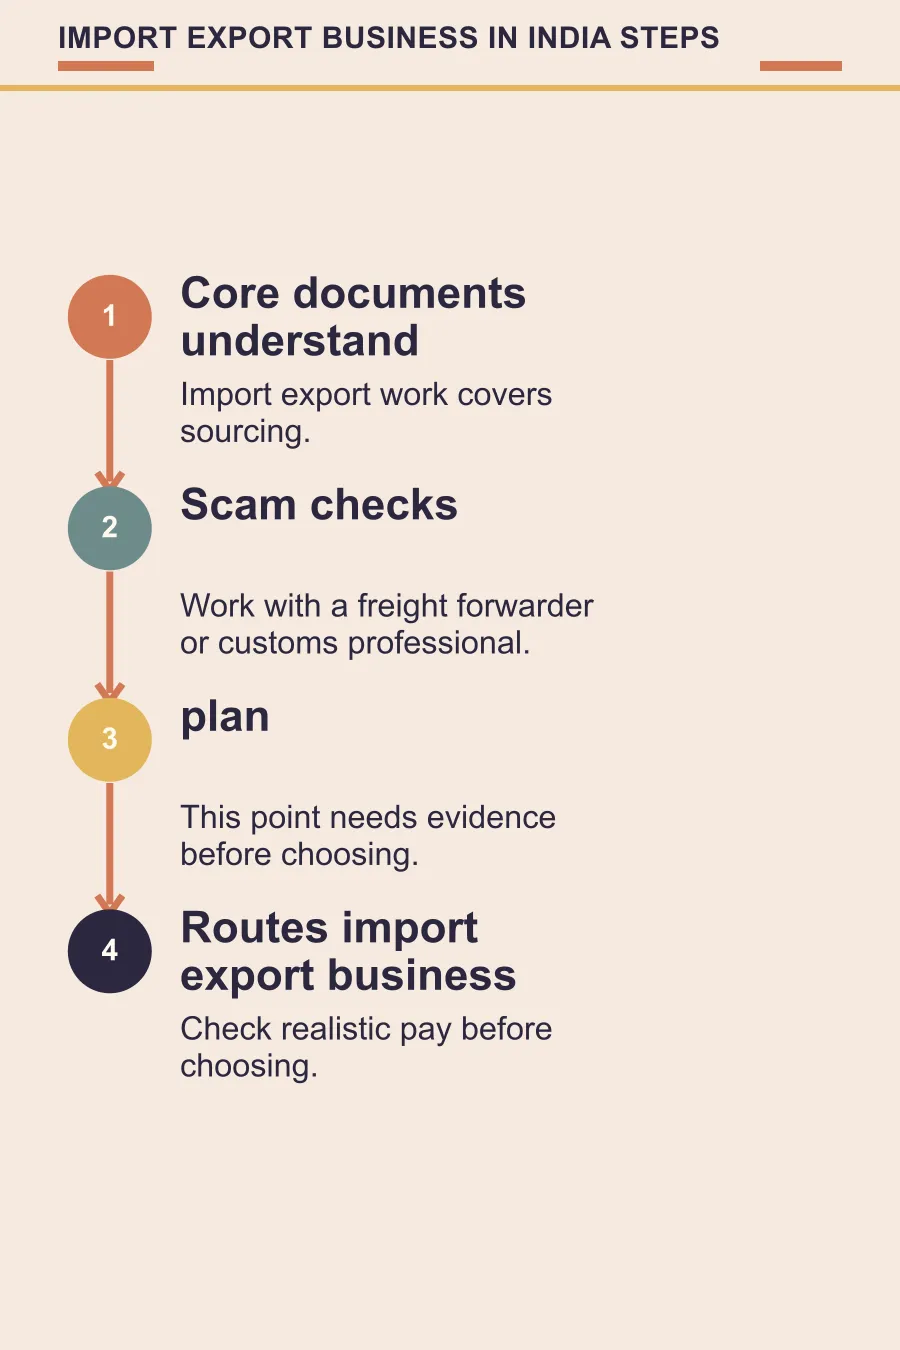 IMPORT EXPORT BUSINESS IN INDIA STEPS
1
Core documents
understand
Import export work covers
sourcing.
2
Scam checks
Work with a freight forwarder
or customs professional.
3
plan
This point needs evidence
before choosing.
4
Routes import
export business
Check realistic pay before
choosing.